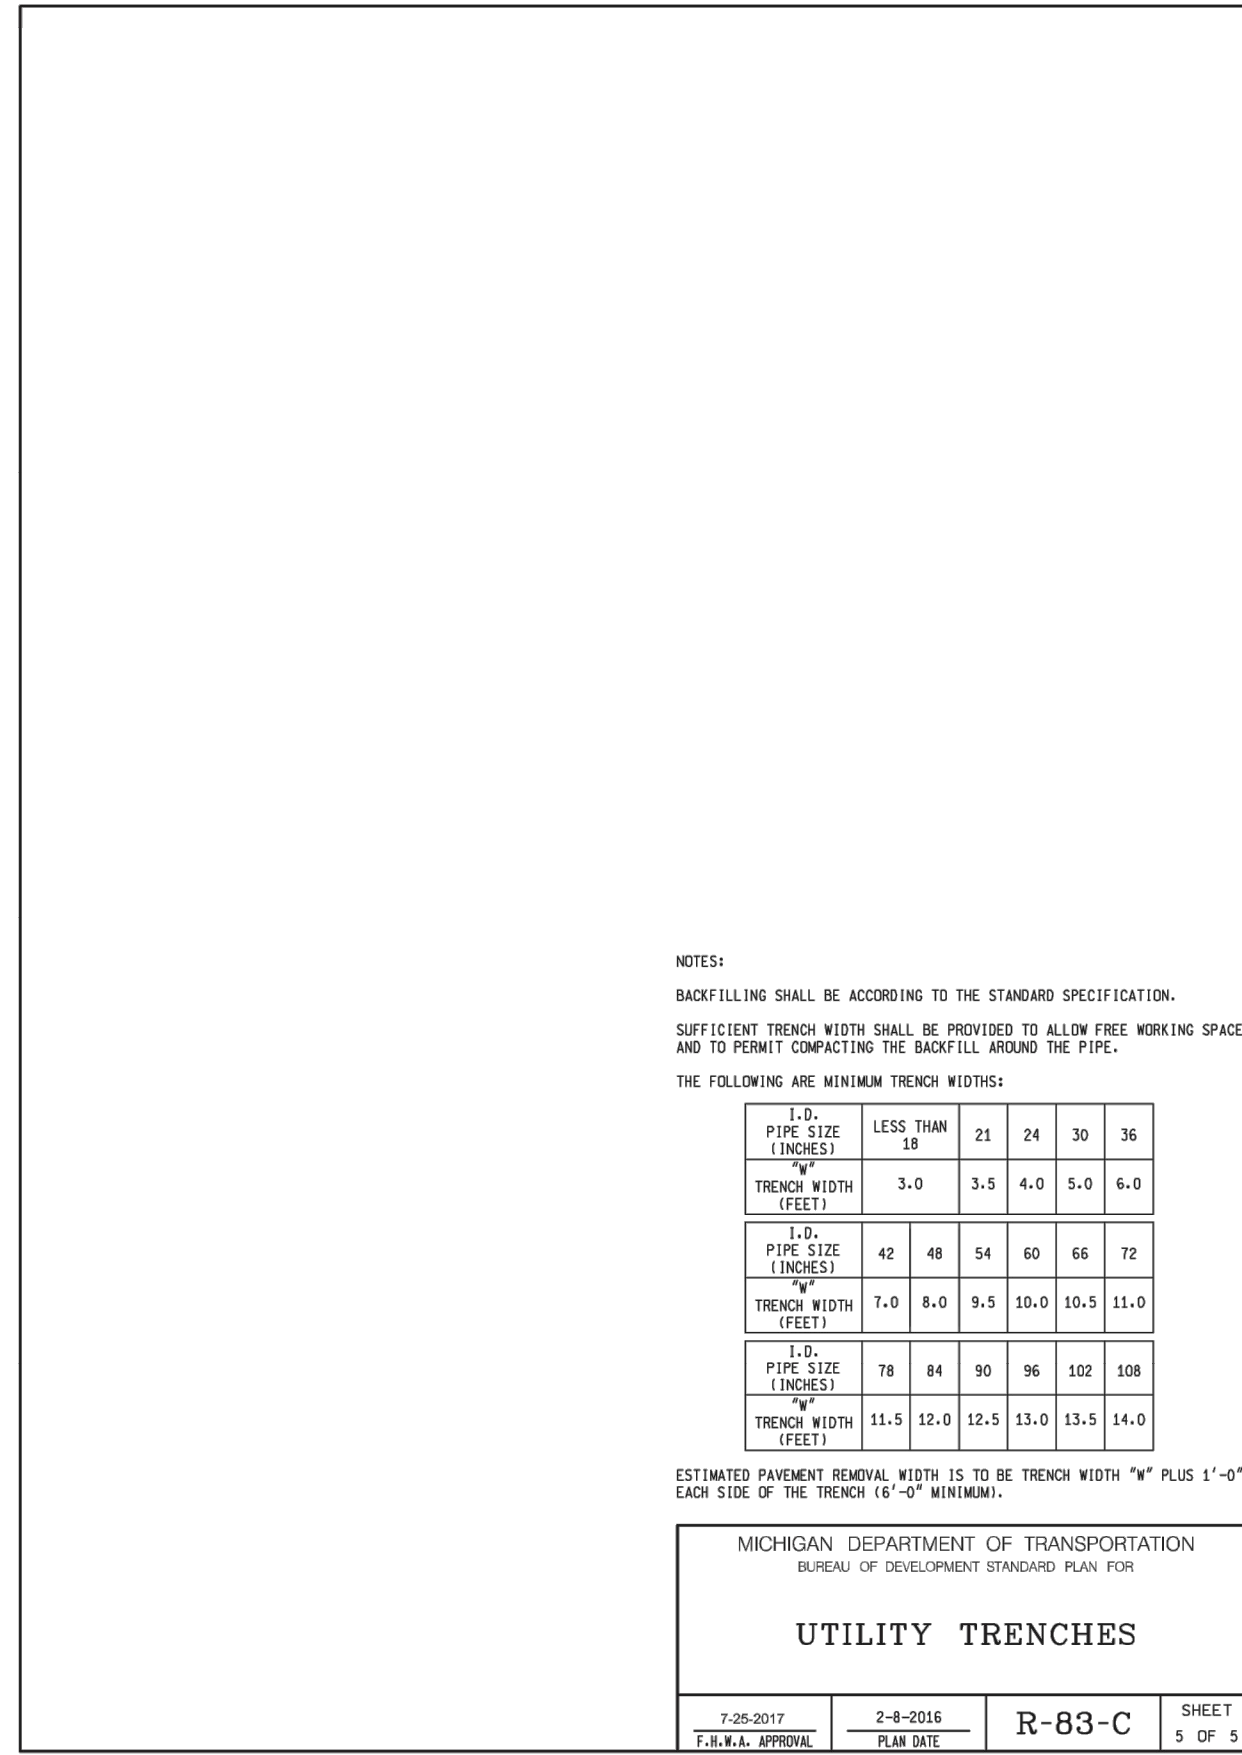 NOTES:
BACKFILLING SHALL BE ACCORDING TO THE STANDARD SPECIFICATION.
SUFFICIENT TRENCH WIDTH SHALL BE PROVIDED TO ALLOW FREE WORKING SPACE
AND TO PERMIT COMPACTING THE BACKFILL AROUND THE PIPE.
THE FOLLOWING ARE MINIMUM TRENCH WIDTHS:
I.D.
PIPE SIZE
(INCHES)
LESS THAN
18
21 24 30 36
"W"
TRENCH WIDTH
(FEET)
3.0 3.5 4.0 5.0 6.0
I.D.
PIPE SIZE
(INCHES)
42 48 54 60 66 72
"W"
TRENCH WIDTH
(FEET)
7.0 8.0 9.5 10.0 10.5 11.0
I.D.
PIPE SIZE
(INCHES)
78 84 90 96 102 108
"W"
TRENCH WIDTH
(FEET)
11.5 12.0 12.5 13.0 13.5 14.0
ESTIMATED PAVEMENT REMOVAL WIDTH IS TO BE TRENCH WIDTH "W" PLUS 1'-0"
EACH SIDE OF THE TRENCH (6'-0" MINIMUM).
MICHIGAN DEPARTMENT OF TRANSPORTATION
BUREAU OF DEVELOPMENT STANDARD PLAN FOR
UTILITY TRENCHES
7-25-2017
F.H.W.A. APPROVAL
2-8-2016
PLAN DATE
R-83-C
SHEET
5 OF 5